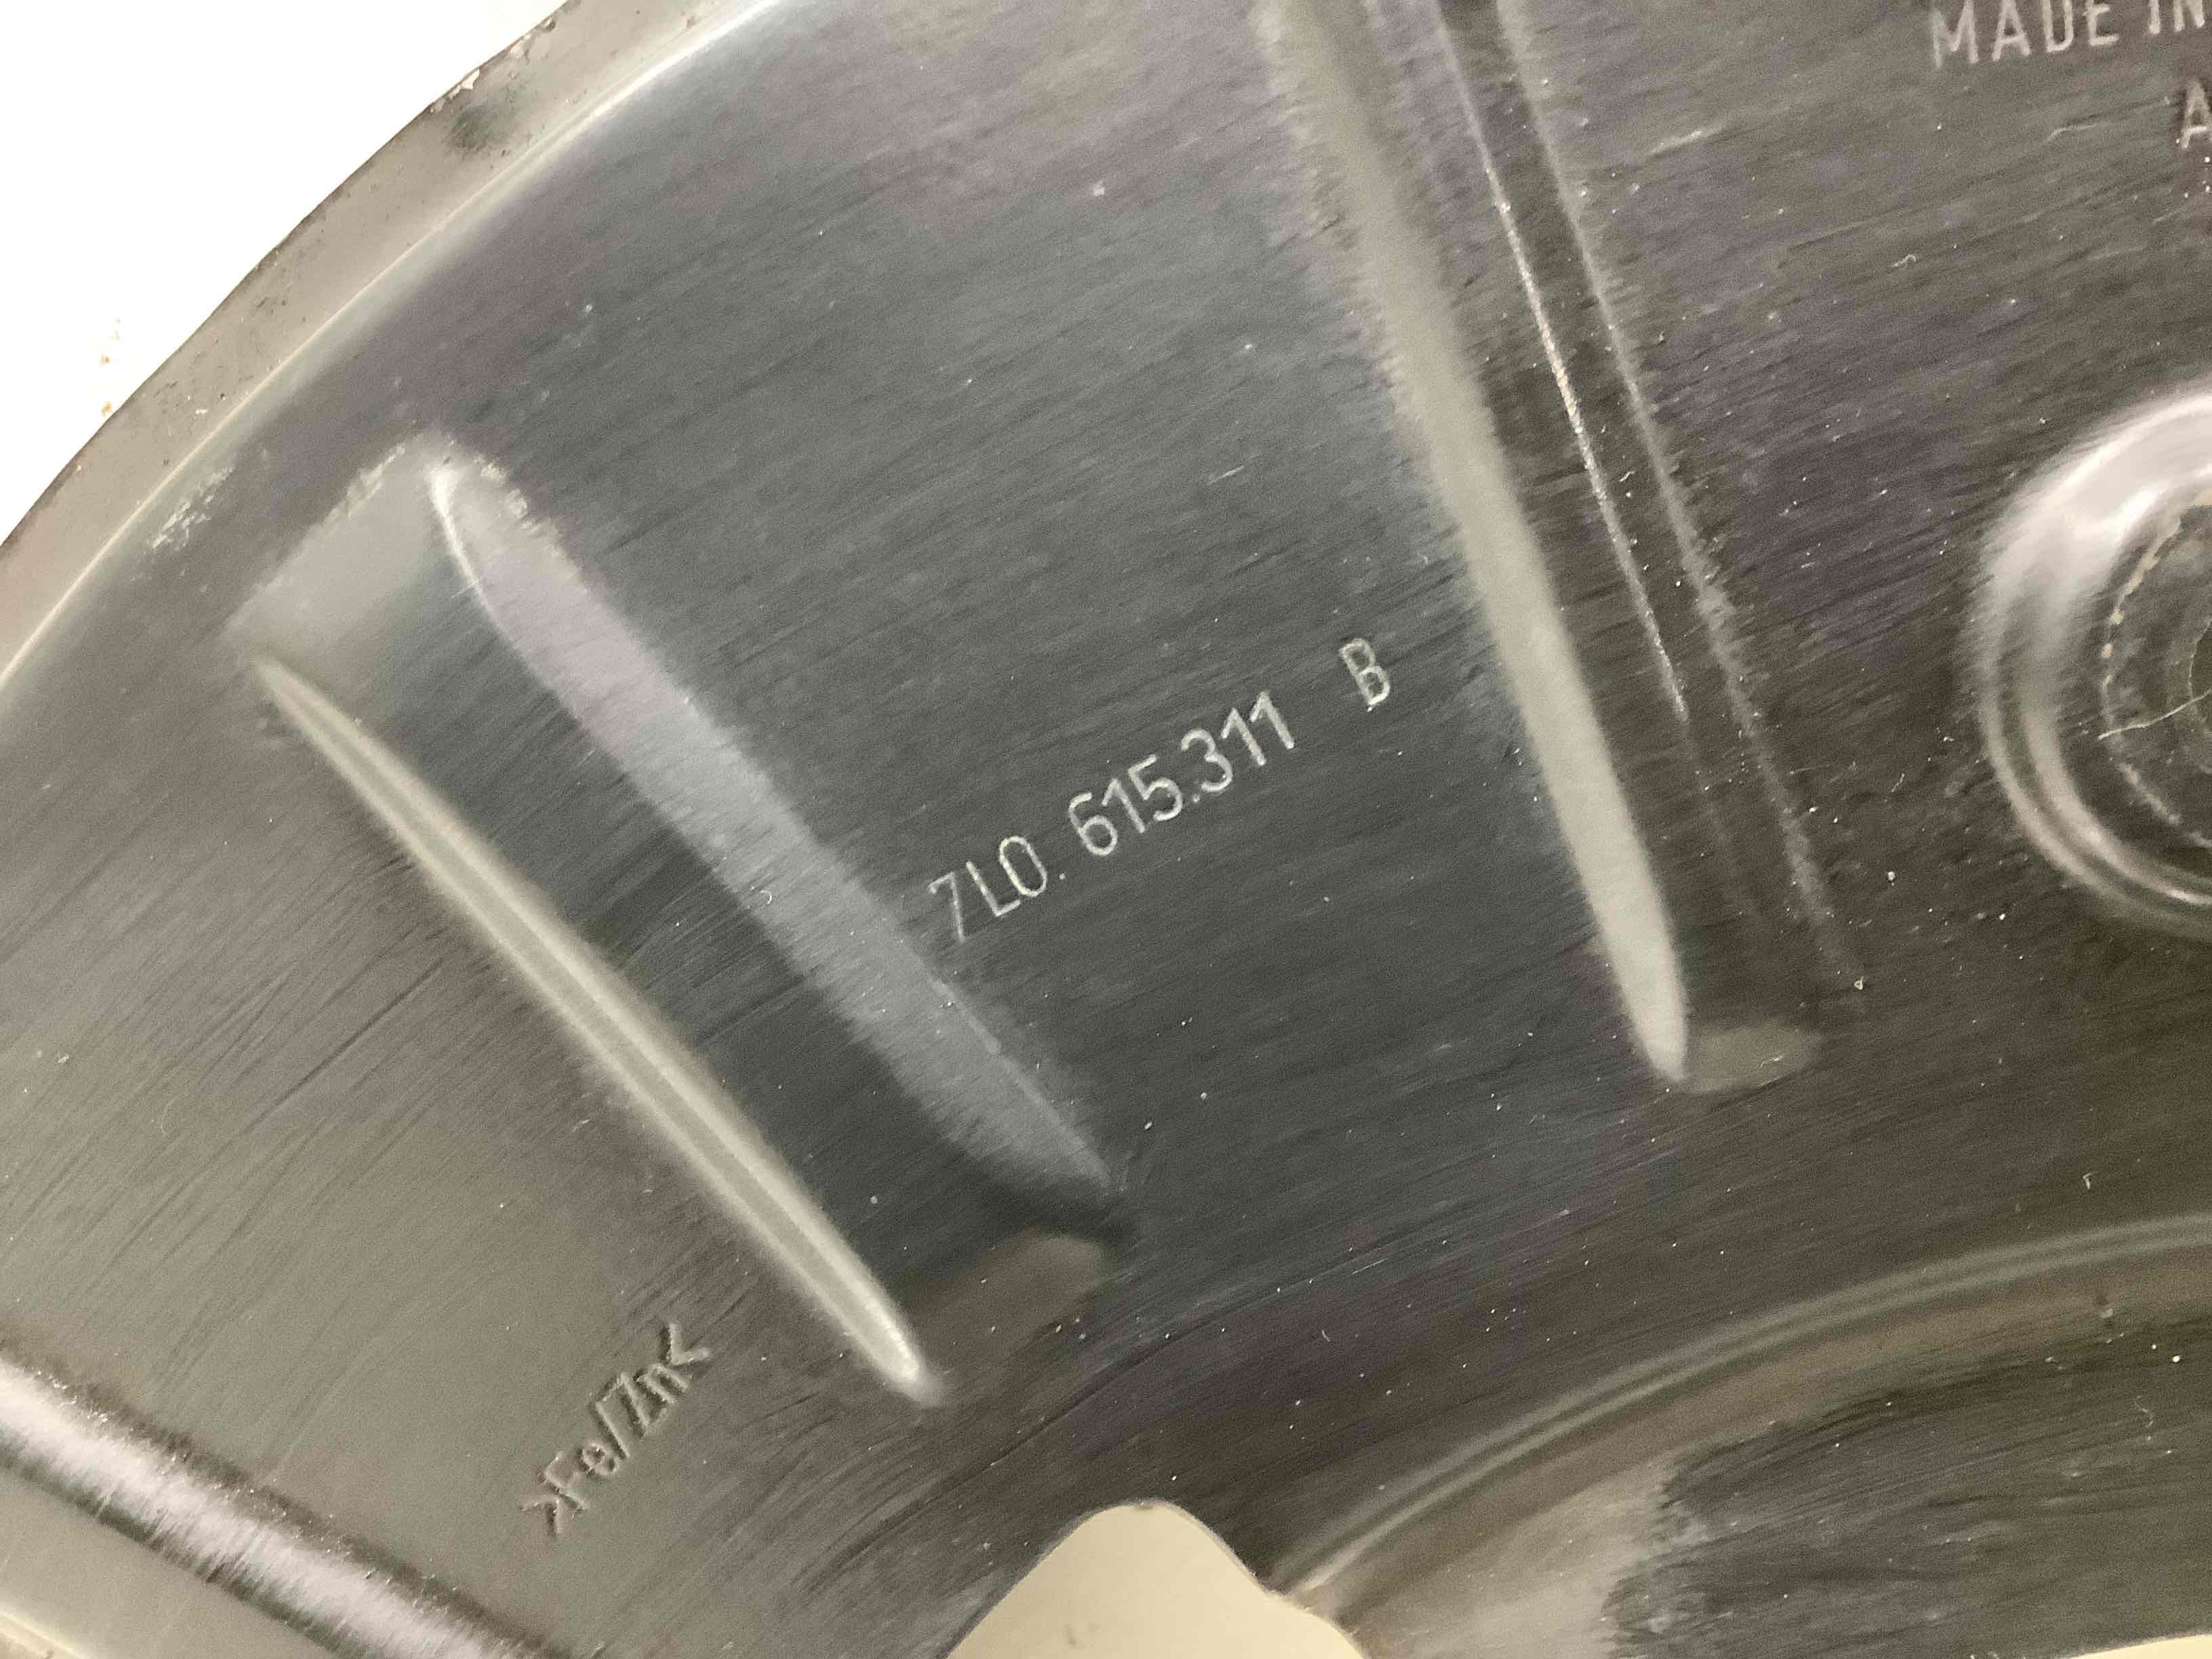 MADE IN
A
7L0. 615.311 B
>Fe/Zn<